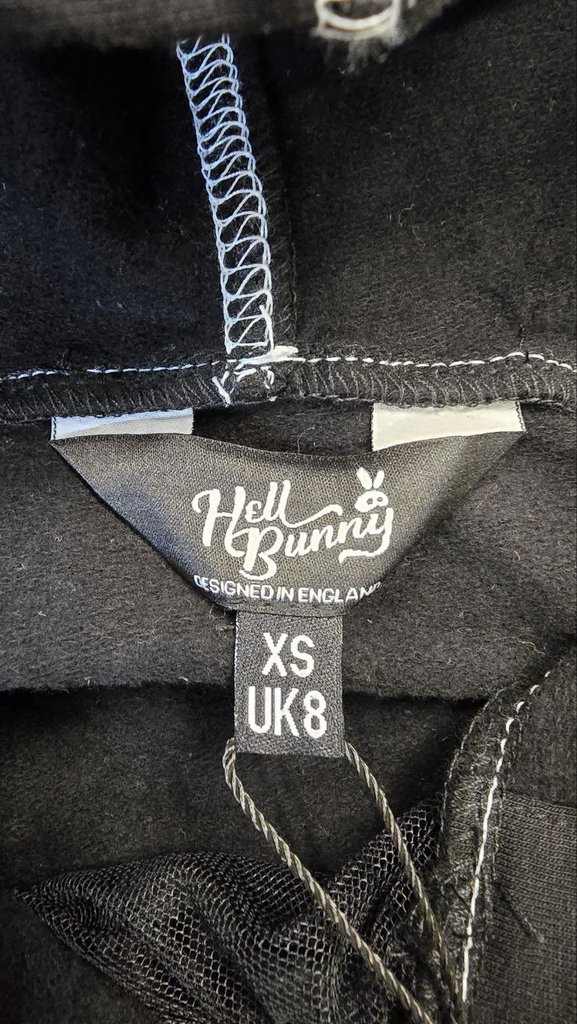 Hell
Bunny
DESIGNED IN ENGLAND
XS
UK8